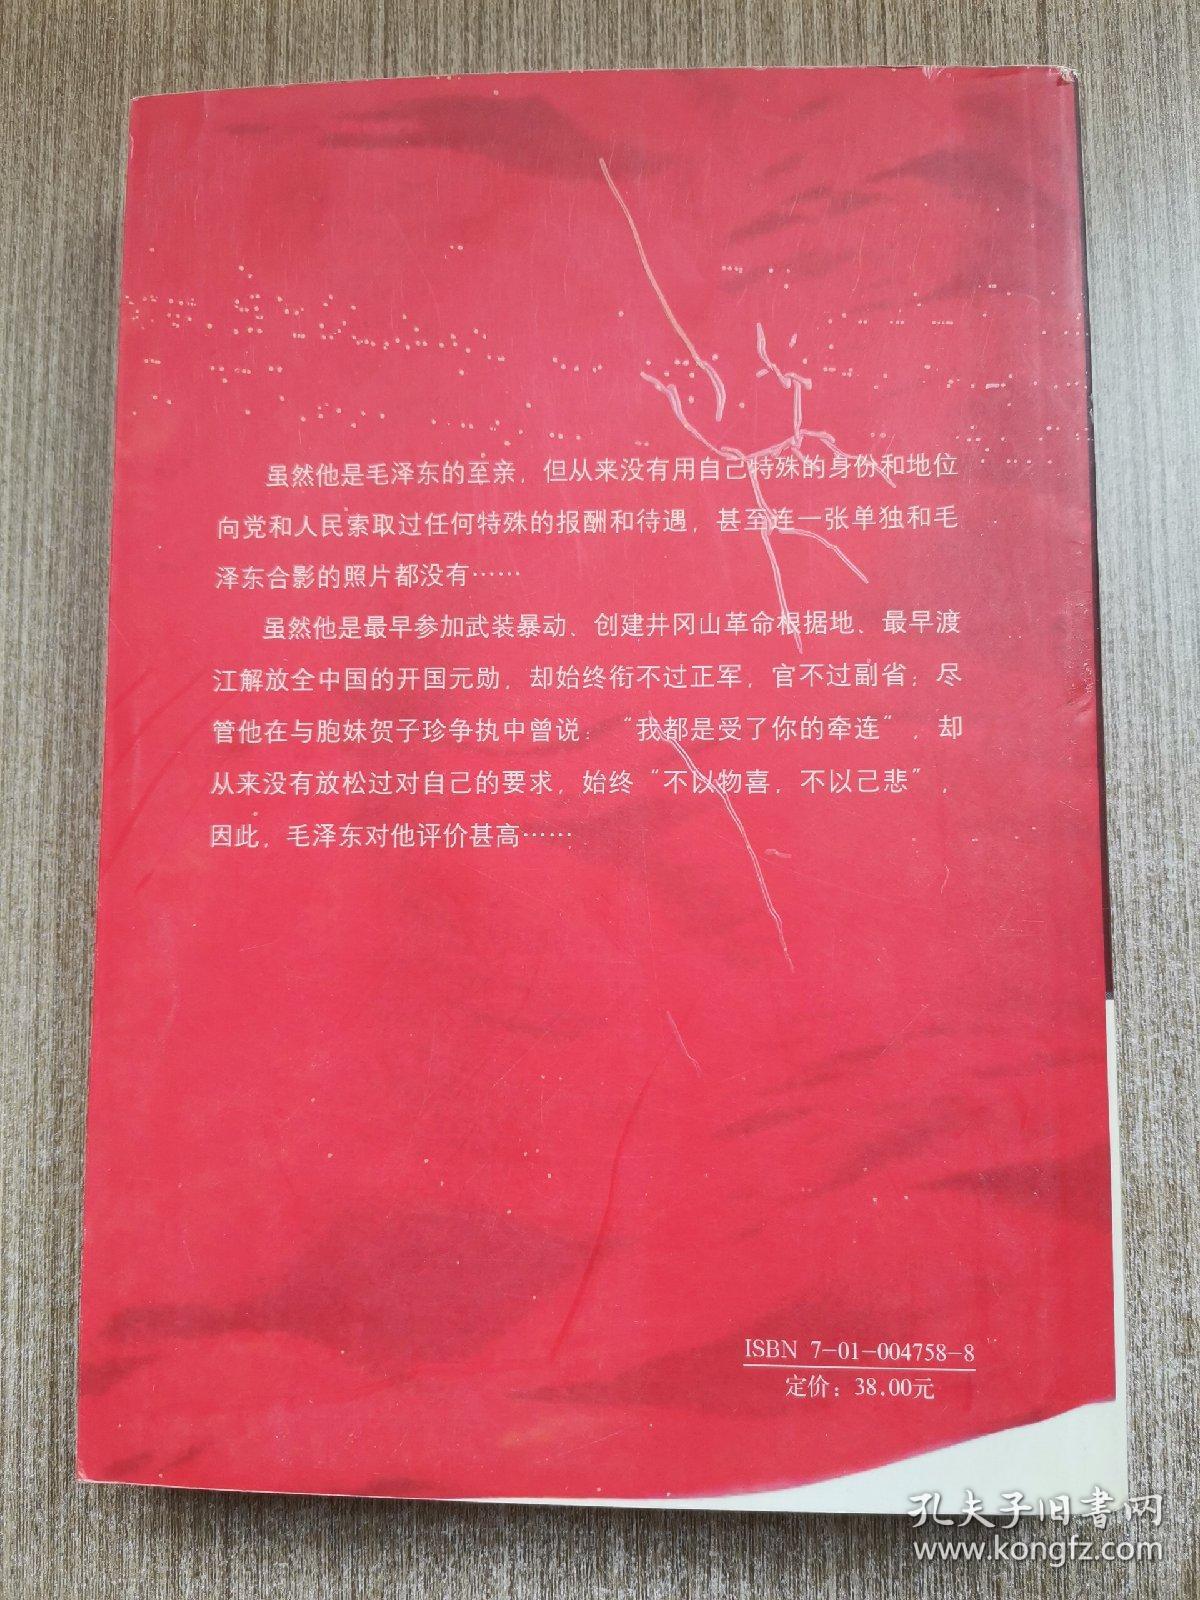 虽然他是毛泽东的至亲，但从来没有用自己特殊的身份和地位
向党和人民索取过任何特殊的报酬和待遇，甚至连一张单独和毛
泽东合影的照片都没有……
虽然他是最早参加武装暴动、创建井冈山革命根据地、最早渡
江解放全中国的开国元勋，却始终衔不过正军，官不过副省；尽
管他在与胞妹贺子珍争执中曾说：“我都是受了你的牵连”，却
从来没有放松过对自己的要求，始终“不以物喜，不以己悲”，
因此，毛泽东对他评价甚高……
ISBN 7-01-004758-8
定价：38.00元
孔夫子旧书网
www.kongfz.com